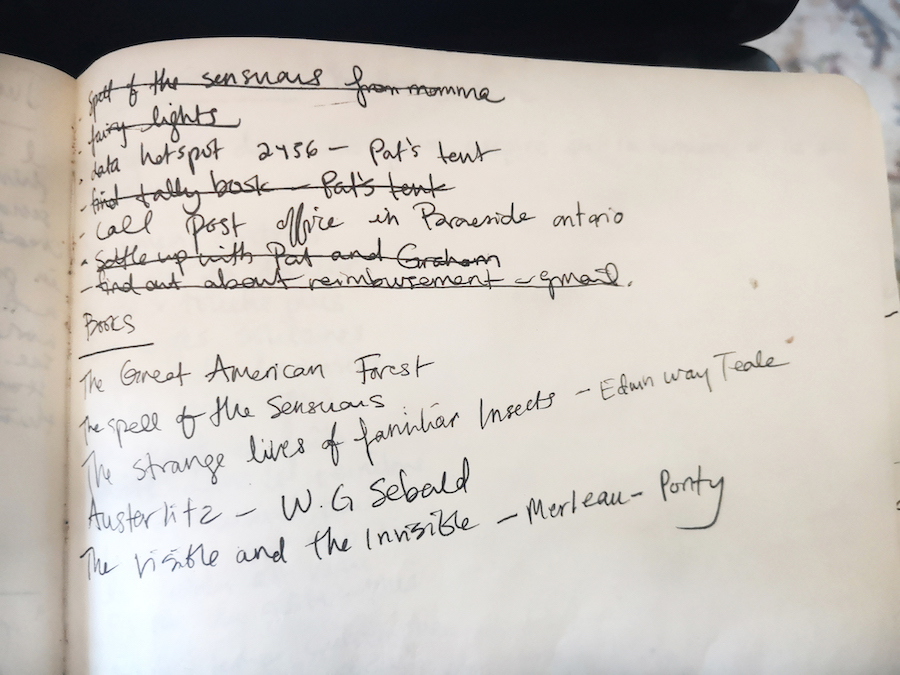 - Spell of the sensuous from momma
- fairy lights
- data hotspot 2456 - Pat's tent
- find tally book - Pat's tent
- call post office in ontario
- settle up with Pat and Graham
- find out about reimbursement - gmail.
Books
The Great American Forest
The Spell of the Sensuous
The strange lives of familiar Insects - Edwin Way Teale
Austerlitz - W.G Sebald
The Visible and the Invisible - Merleau-Ponty